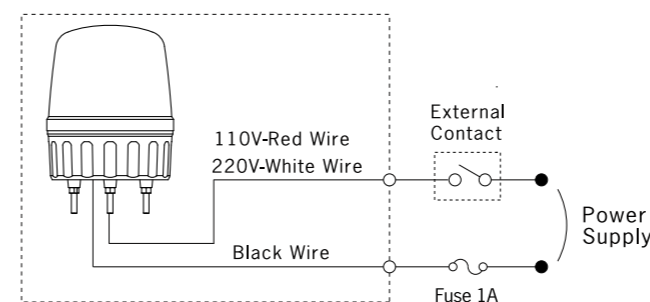 External
Contact
110V-Red Wire
220V-White Wire
Power
Supply
Black Wire
Fuse 1A